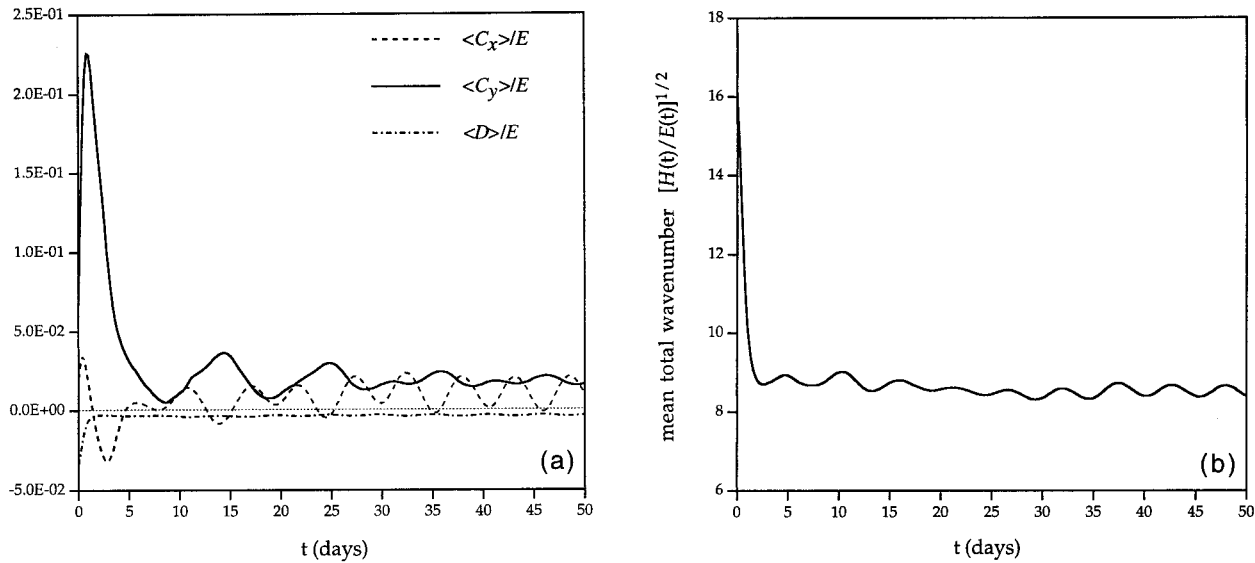 2.5E-01
2.0E-01
1.5E-01
1.0E-01
5.0E-02
0.0E+00
-5.0E-02
<Cx>/E
<Cy>/E
<D>/E
(a)
0 5 10 15 20 25 30 35 40 45 50
t (days)
mean total wavenumber [H(t)/E(t)]^1/2
18
16
14
12
10
8
6
(b)
0 5 10 15 20 25 30 35 40 45 50
t (days)